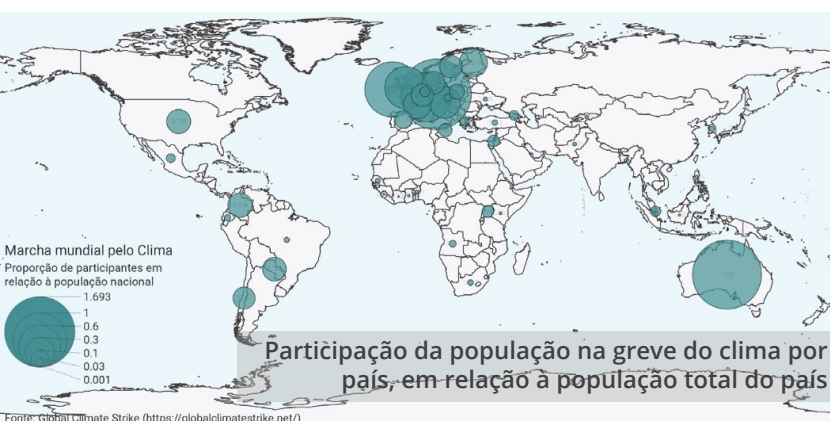 Marcha mundial pelo Clima
Proporção de participantes em
relação à população nacional
1.693
1
0.6
0.3
0.1
0.03
0.001
Participação da população na greve do clima por
país, em relação à população total do país
Fonte: Global Climate Strike (https://globalclimatestrike.net/)